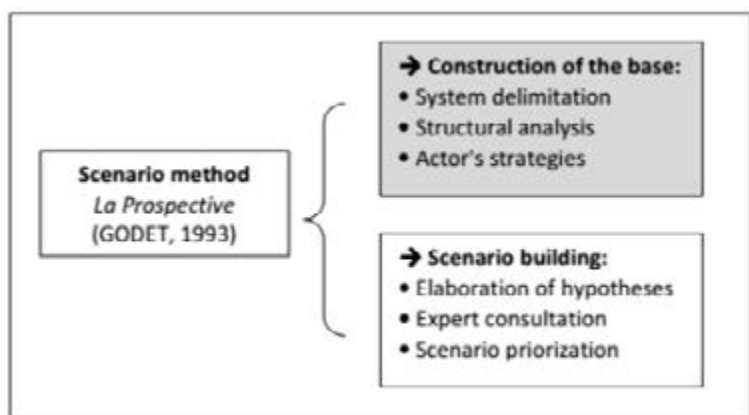 Scenario method
La Prospective
(GODET, 1993)
➔ Construction of the base:
• System delimitation
• Structural analysis
• Actor's strategies
➔ Scenario building:
• Elaboration of hypotheses
• Expert consultation
• Scenario priorization